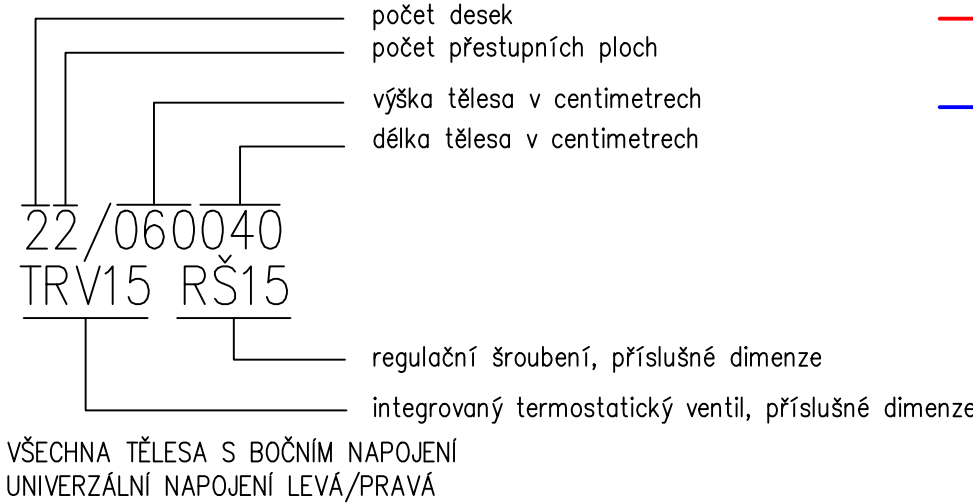 počet desek
počet přestupních ploch
výška tělesa v centimetrech
délka tělesa v centimetrech
22/060040
TRV15 RŠ15
regulační šroubení, příslušné dimenze
integrovaný termostatický ventil, příslušné dimenze
VŠECHNA TĚLESA S BOČNÍM NAPOJENÍ
UNIVERZÁLNÍ NAPOJENÍ LEVÁ/PRAVÁ